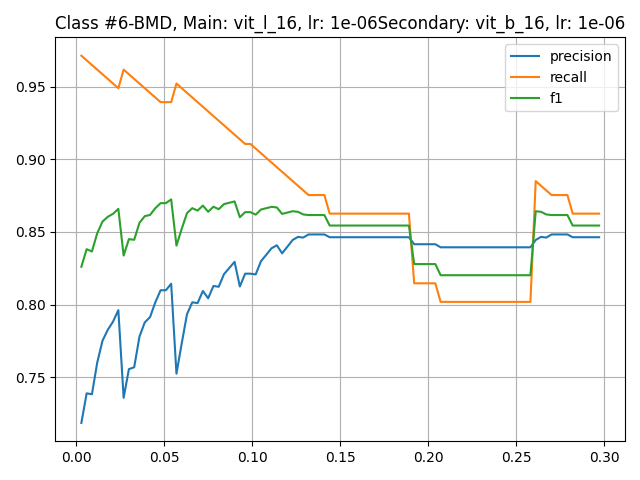 Class #6-BMD, Main: vit_l_16, lr: 1e-06Secondary: vit_b_16, lr: 1e-06
precision
recall
f1
0.95
0.90
0.85
0.80
0.75
0.00 0.05 0.10 0.15 0.20 0.25 0.30